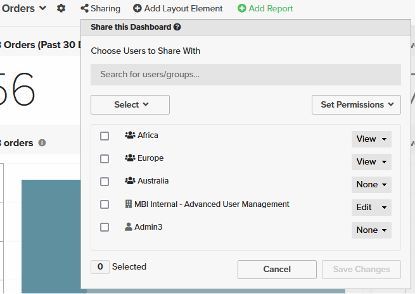 Orders Sharing Add Layout Element Add Report
Share this Dashboard
Orders (Past 30
Choose Users to Share With
Search for users/groups...
56
Select Set Permissions
orders
Africa View
Europe View
Australia None
MBI Internal - Advanced User Management Edit
Admin3 None
0 Selected Cancel Save Changes